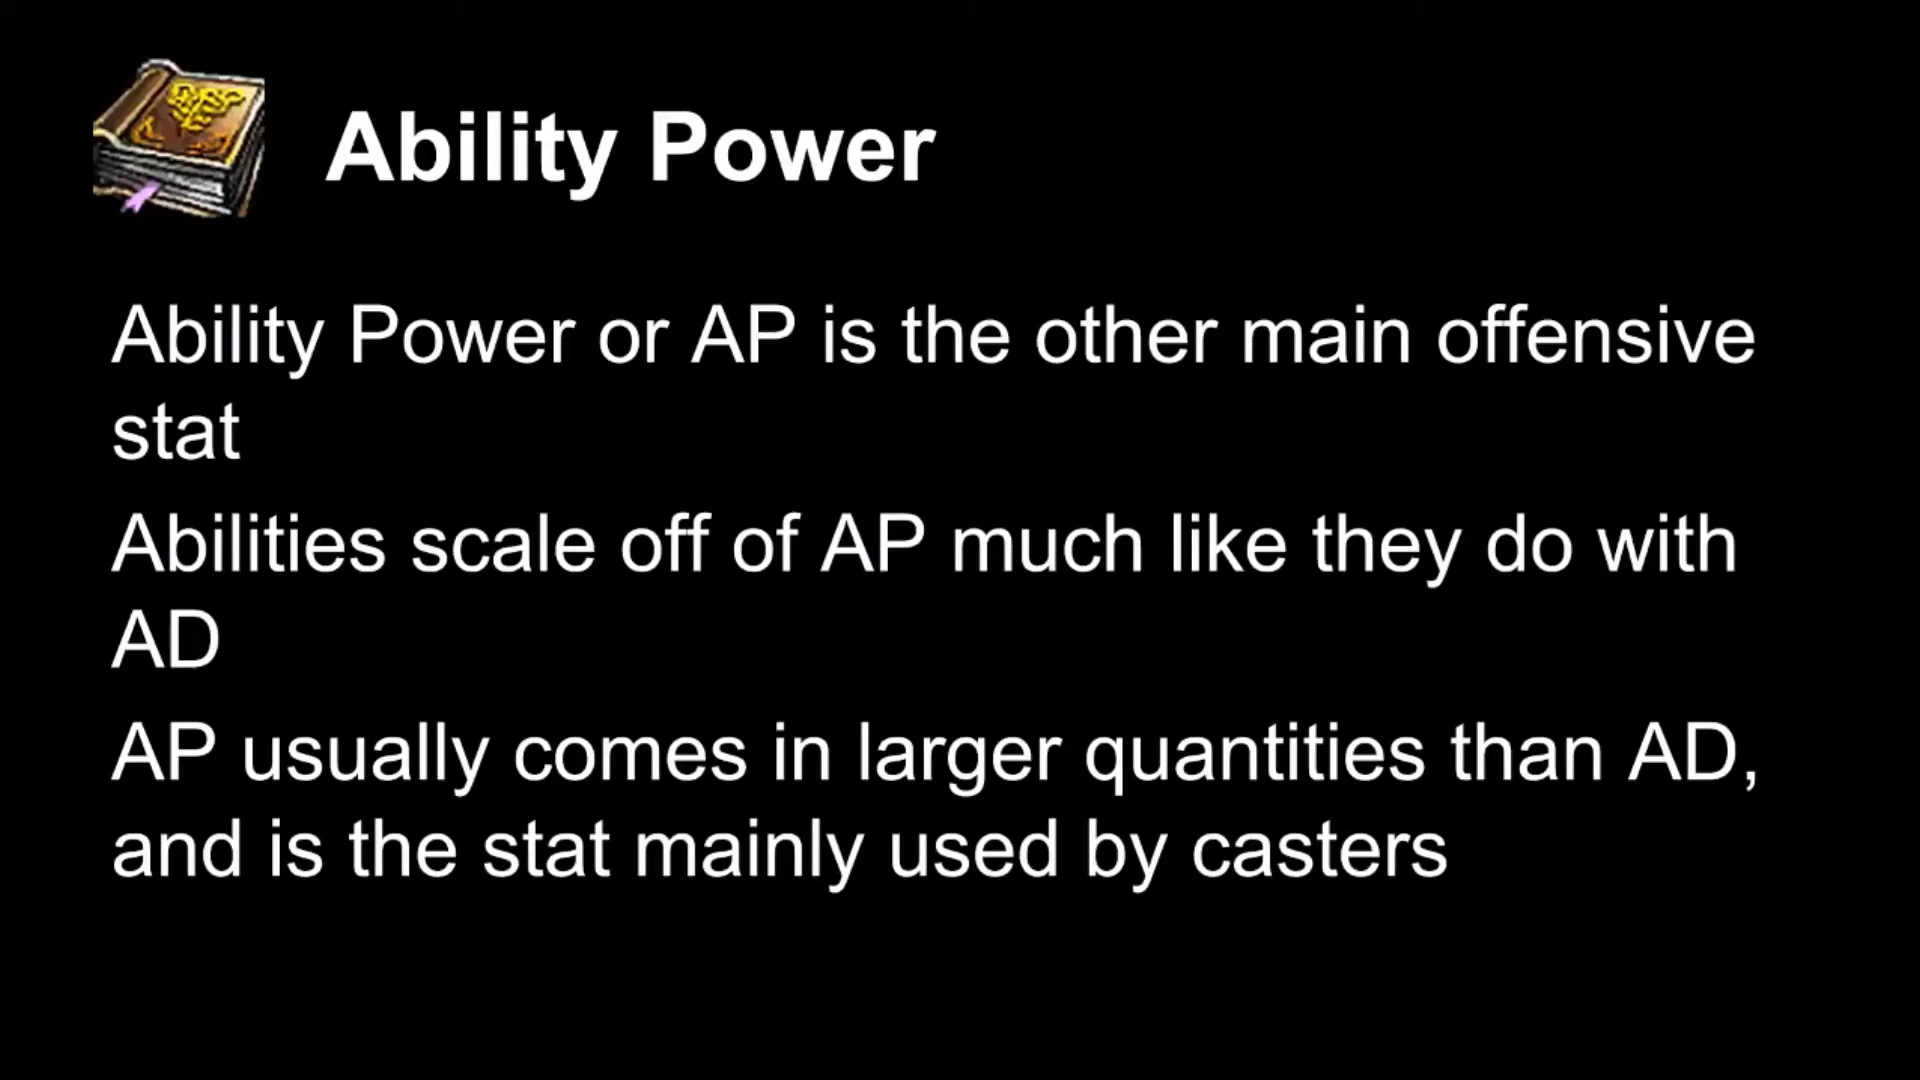 Ability Power
Ability Power or AP is the other main offensive
stat
Abilities scale off of AP much like they do with
AD
AP usually comes in larger quantities than AD,
and is the stat mainly used by casters